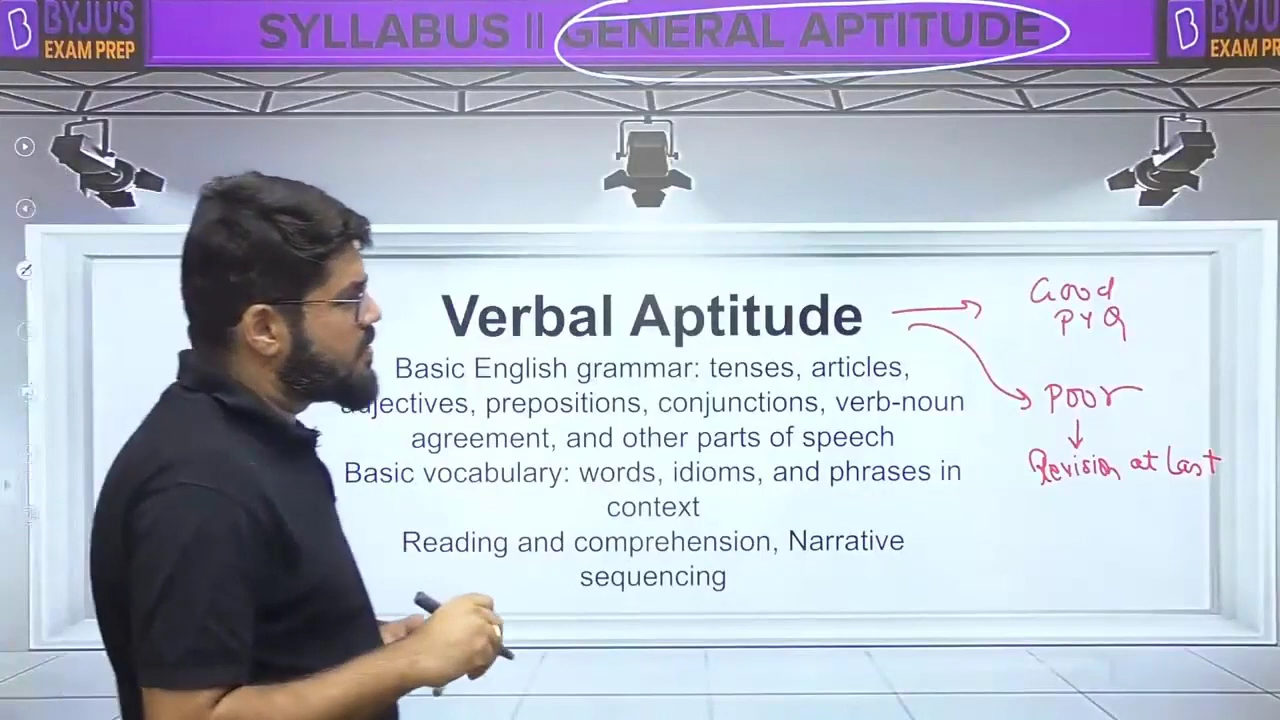 BYJU'S
EXAM PREP
SYLLABUS || GENERAL APTITUDE
BYJU
EXAM PR
Verbal Aptitude
Basic English grammar: tenses, articles,
adjectives, prepositions, conjunctions, verb-noun
agreement, and other parts of speech
Basic vocabulary: words, idioms, and phrases in
context
Reading and comprehension, Narrative
sequencing
Good
PYQ
Poor
Revision at Last